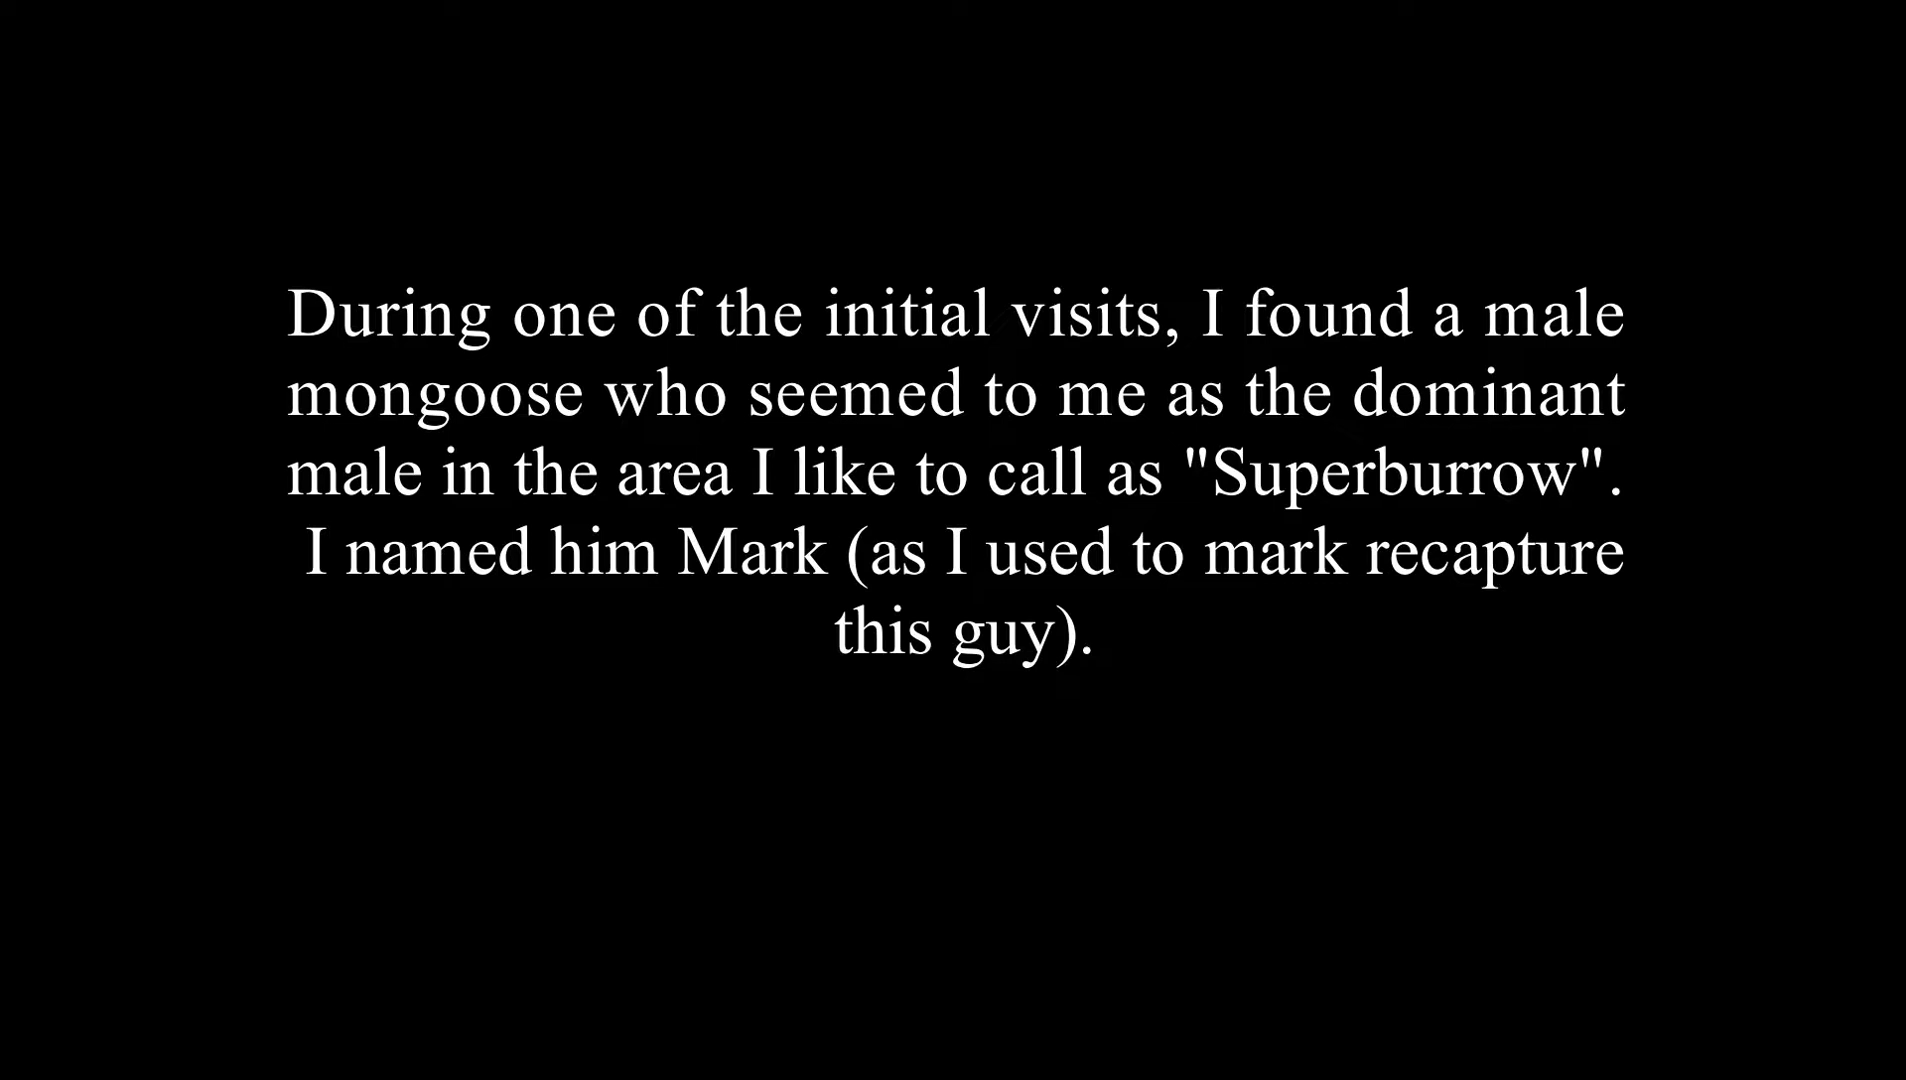 During one of the initial visits, I found a male
mongoose who seemed to me as the dominant
male in the area I like to call as "Superburrow".
I named him Mark (as I used to mark recapture
this guy).